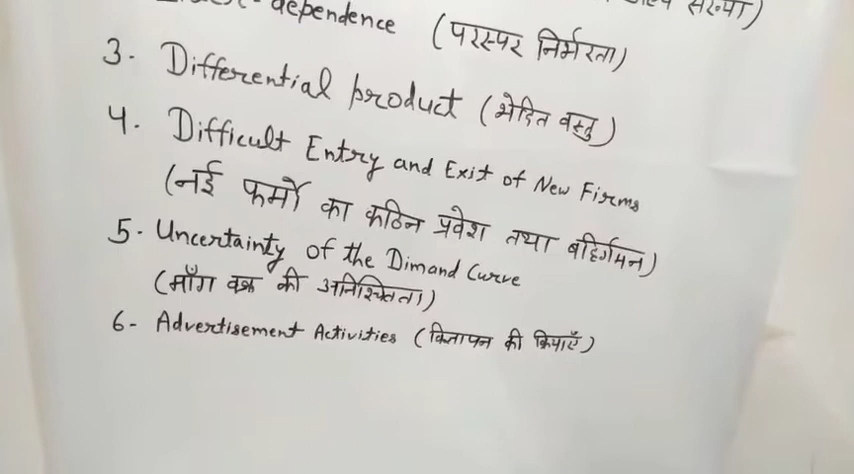 संख्या)
dependence (परस्पर निर्भरता)
3. Differential product (भेदित वस्तु)
4. Difficult Entry and Exit of New Firms
(नई फर्मों का कठिन प्रवेश तथा बहिर्गमन)
5. Uncertainty of the Dimand Curve
(माँग वक्र की अनिश्चितता)
6- Advertisement Activities (विज्ञापन की क्रियाएँ)